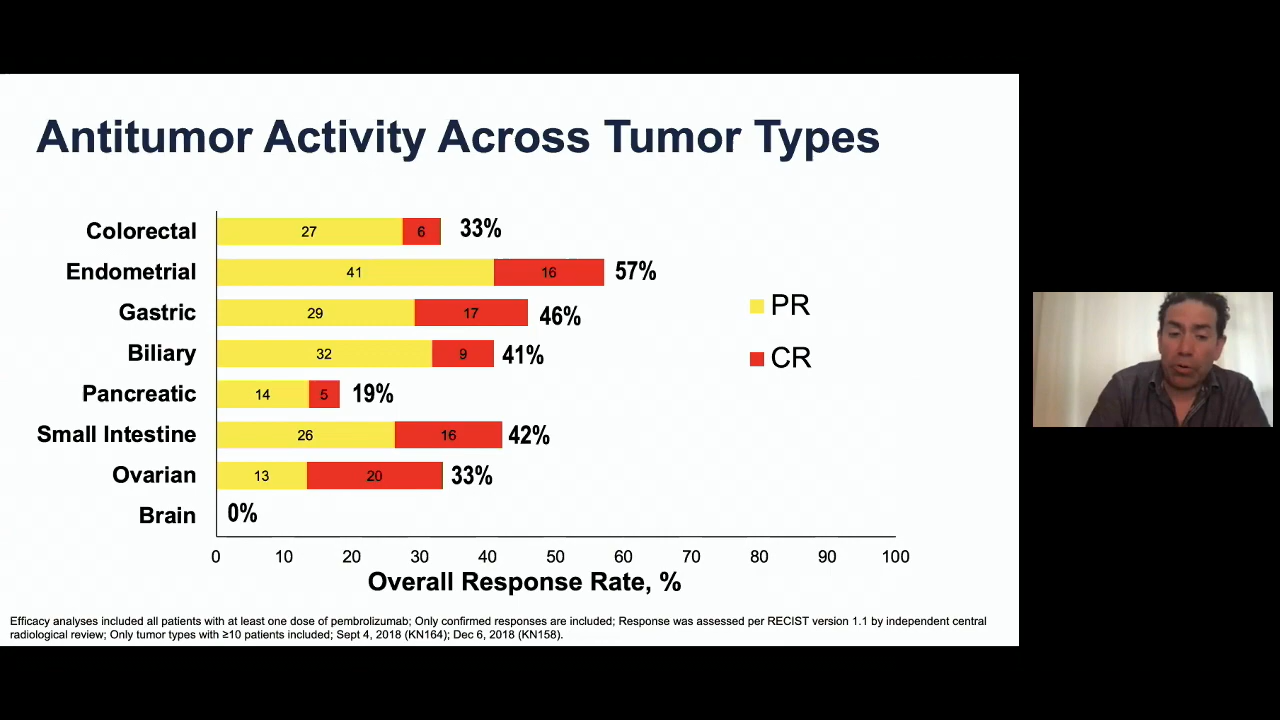 Antitumor Activity Across Tumor Types
Colorectal 27 6 33%
Endometrial 41 16 57%
Gastric 29 17 46%
Biliary 32 9 41%
Pancreatic 14 5 19%
Small Intestine 26 16 42%
Ovarian 13 20 33%
Brain 0%
PR
CR
0 10 20 30 40 50 60 70 80 90 100
Overall Response Rate, %
Efficacy analyses included all patients with at least one dose of pembrolizumab; Only confirmed responses are included; Response was assessed per RECIST version 1.1 by independent central
radiological review; Only tumor types with ≥10 patients included; Sept 4, 2018 (KN164); Dec 6, 2018 (KN158).